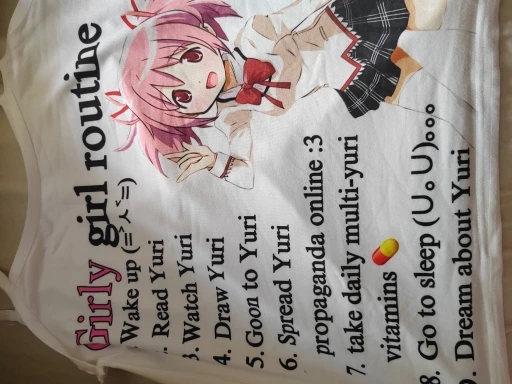 Girly girl routine
Wake up (=^ㅅ^=)
Read Yuri
3. Watch Yuri
4. Draw Yuri
5. Goon to Yuri
6. Spread Yuri
propaganda online :3
7. take daily multi-yuri
vitamins 💊
8. Go to sleep (∪。∪)｡｡｡
9. Dream about Yuri